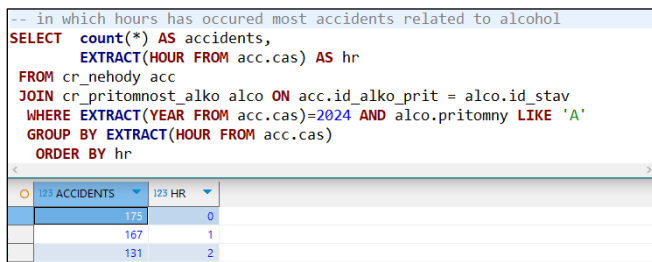 -- in which hours has occured most accidents related to alcohol
SELECT count(*) AS accidents,
EXTRACT(HOUR FROM acc.cas) AS hr
FROM cr_nehody acc
JOIN cr_pritomnost_alko alco ON acc.id_alko_prit = alco.id_stav
WHERE EXTRACT(YEAR FROM acc.cas)=2024 AND alco.pritomny LIKE 'A'
GROUP BY EXTRACT(HOUR FROM acc.cas)
ORDER BY hr
123 ACCIDENTS 123 HR
175 0
167 1
131 2